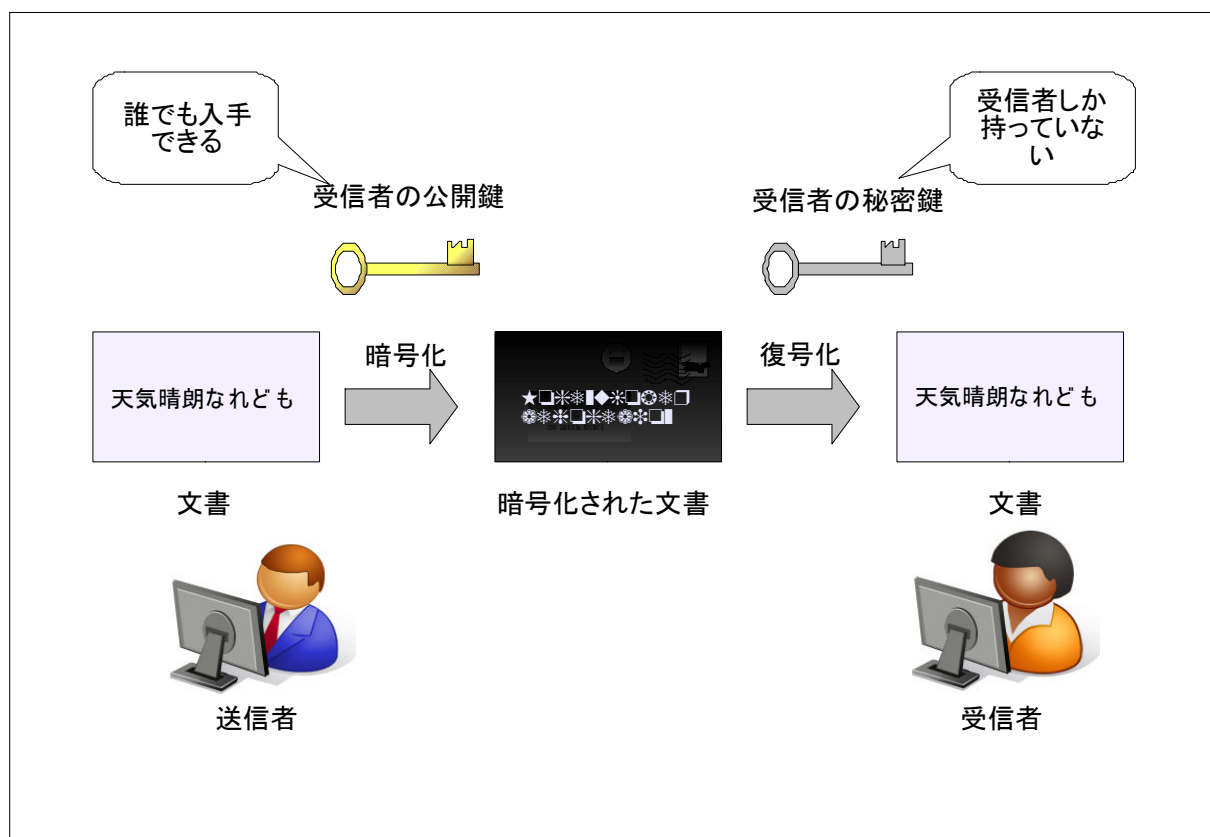 誰でも入手
できる
受信者しか
持っていな
い
受信者の公開鍵
受信者の秘密鍵
天気晴朗なれども
暗号化
復号化
天気晴朗なれども
文書
暗号化された文書
文書
送信者
受信者